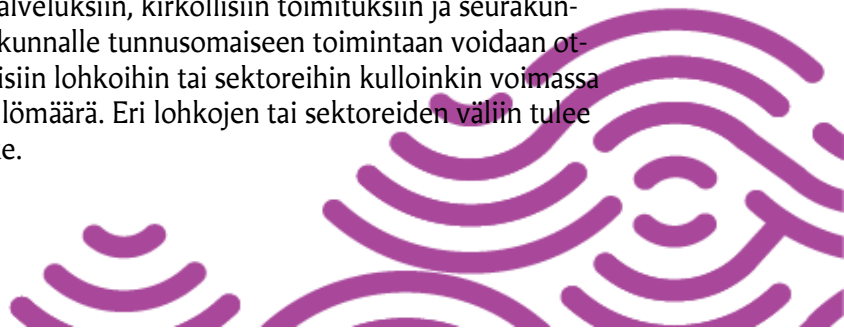 alveluksiin, kirkollisiin toimituksiin ja seurakun-
kunnalle tunnusomaiseen toimintaan voidaan ot-
isiin lohkoihin tai sektoreihin kulloinkin voimassa
lömäärä. Eri lohkojen tai sektoreiden väliin tulee
e.